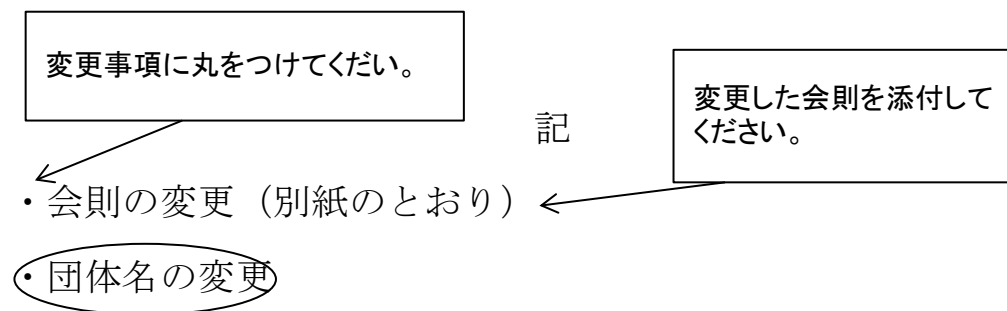 変更事項に丸をつけてくだい。
変更した会則を添付して
ください。
記
・会則の変更（別紙のとおり）
・団体名の変更